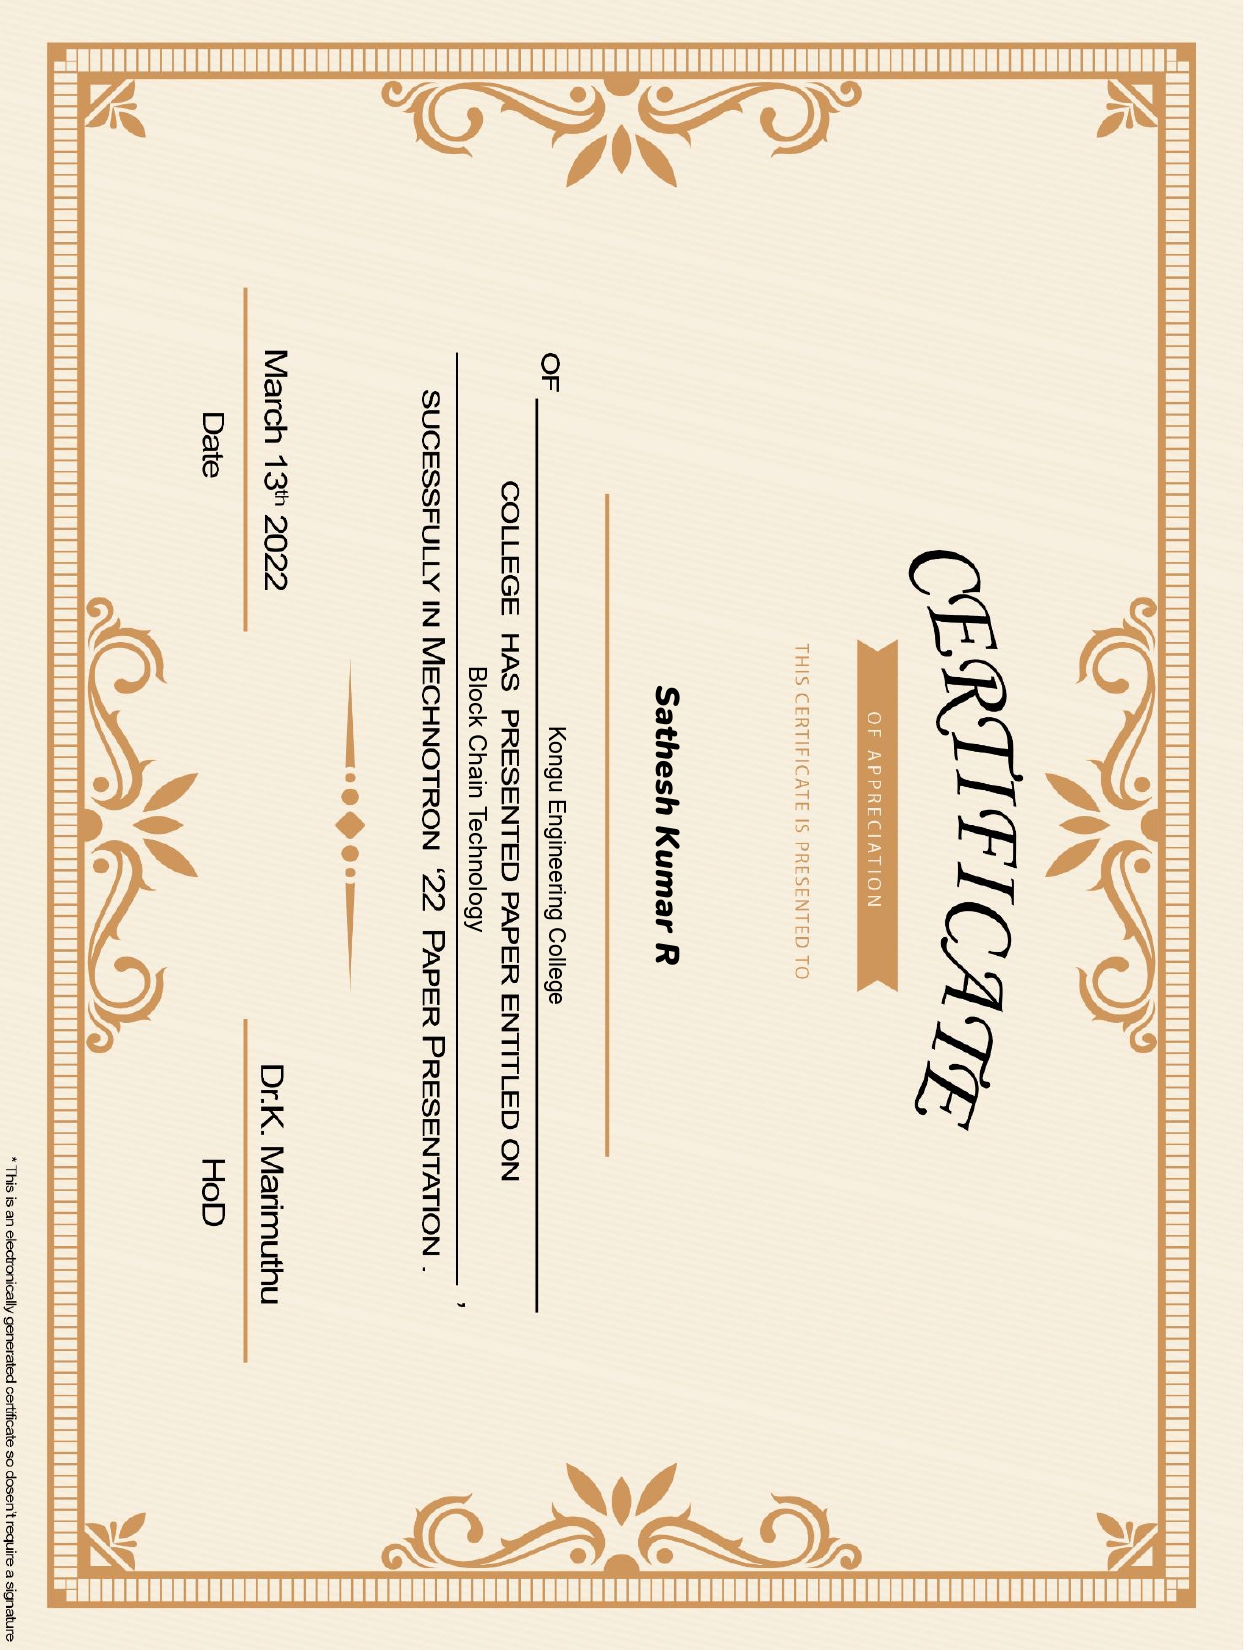 CERTIFICATE
OF APPRECIATION
THIS CERTIFICATE IS PRESENTED TO
Sathesh Kumar R
Kongu Engineering College
OF
COLLEGE HAS PRESENTED PAPER ENTITLED ON
Block Chain Technology
,
SUCESSFULLY IN MECHNOTRON ‘22 PAPER PRESENTATION .
March 13th 2022
Dr.K. Marimuthu
Date
HoD
* This is an electronically generated certificate so dosen't require a signature